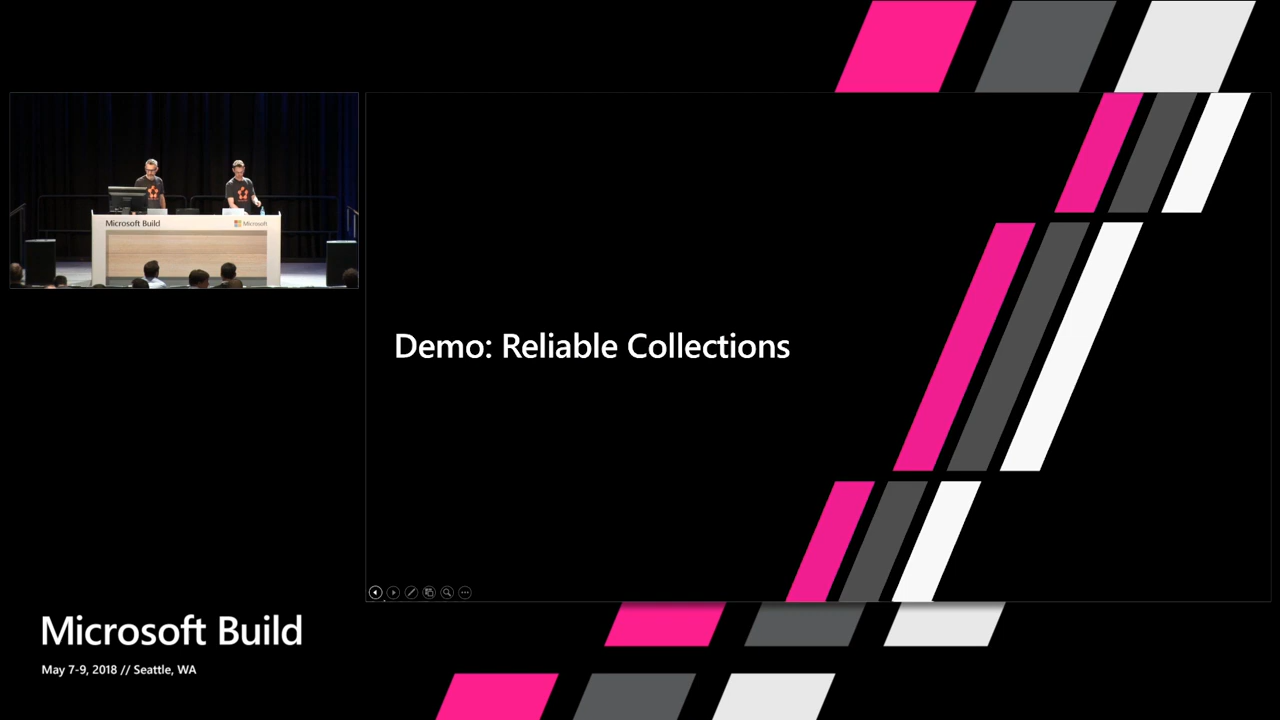 Microsoft Build
Microsoft
Demo: Reliable Collections
Microsoft Build
May 7-9, 2018 // Seattle, WA